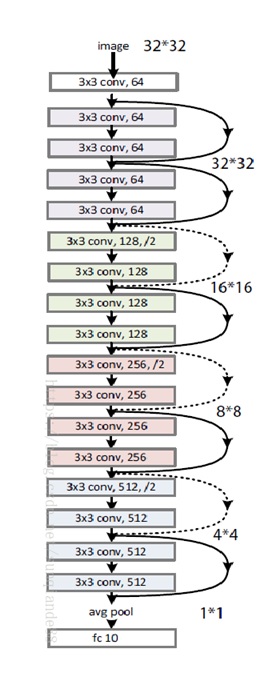 image 32*32
3x3 conv, 64
3x3 conv, 64
3x3 conv, 64
32*32
3x3 conv, 64
3x3 conv, 64
3x3 conv, 128, /2
3x3 conv, 128
16*16
3x3 conv, 128
3x3 conv, 128
3x3 conv, 256, /2
3x3 conv, 256
8*8
3x3 conv, 256
3x3 conv, 256
3x3 conv, 512, /2
3x3 conv, 512
4*4
3x3 conv, 512
3x3 conv, 512
avg pool 1*1
fc 10